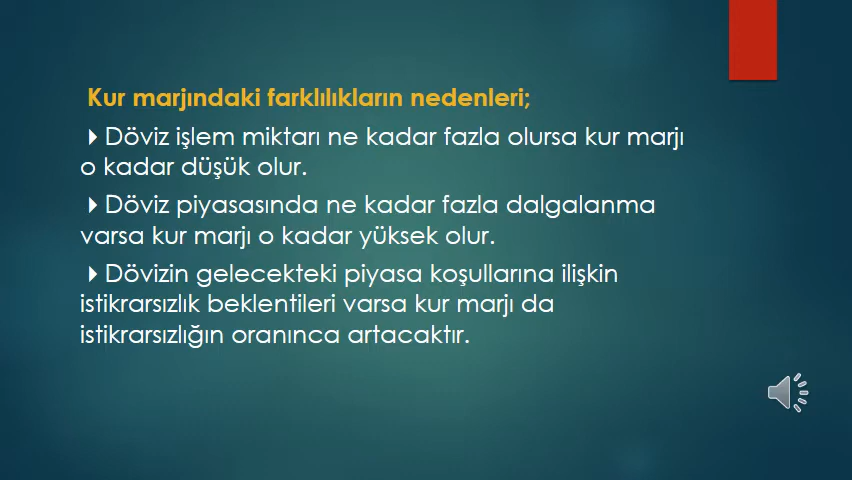 Kur marjındaki farklılıkların nedenleri;
Döviz işlem miktarı ne kadar fazla olursa kur marjı
o kadar düşük olur.
Döviz piyasasında ne kadar fazla dalgalanma
varsa kur marjı o kadar yüksek olur.
Dövizin gelecekteki piyasa koşullarına ilişkin
istikrarsızlık beklentileri varsa kur marjı da
istikrarsızlığın oranınca artacaktır.